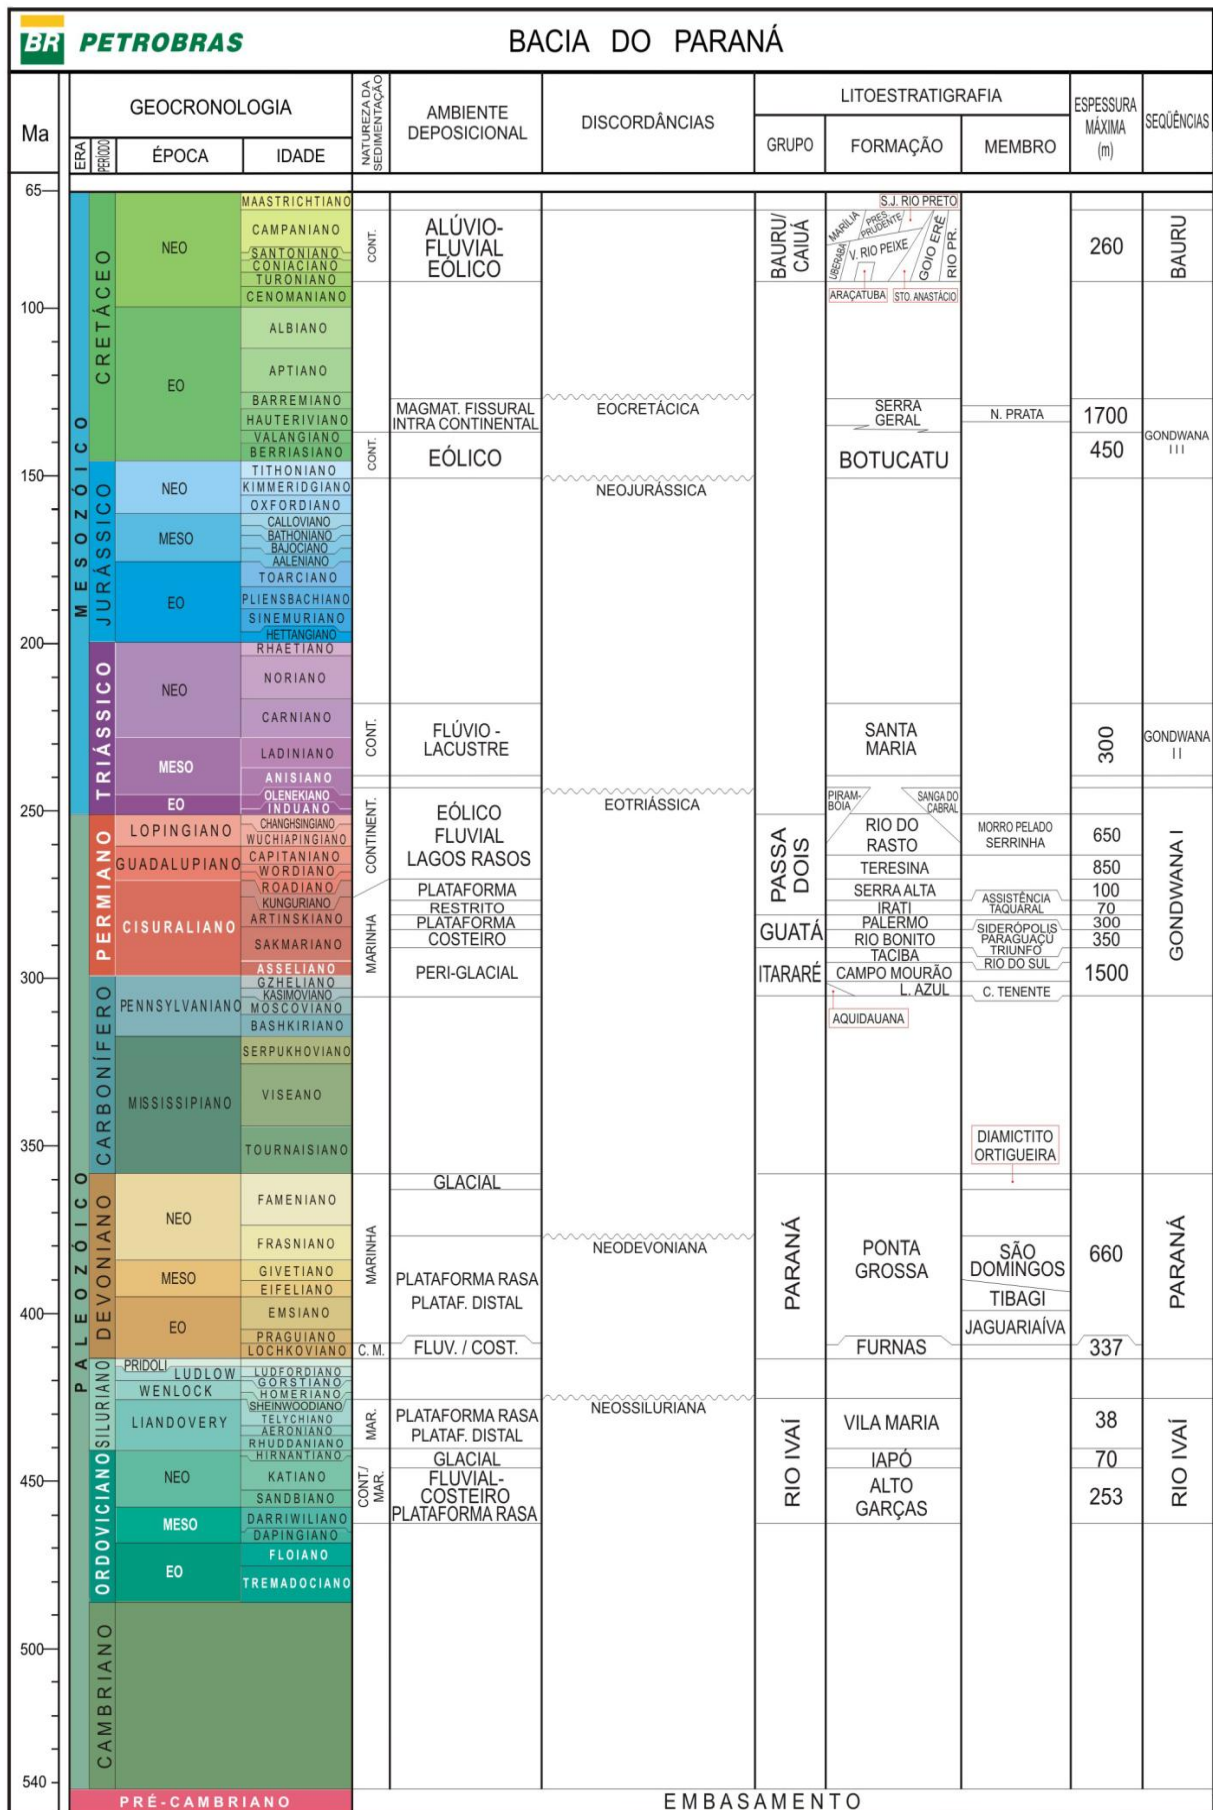 BR PETROBRAS
BACIA DO PARANÁ
Ma
GEOCRONOLOGIA
ERA
PERÍODO
ÉPOCA
IDADE
NATUREZA DA
SEDIMENTAÇÃO
AMBIENTE
DEPOSICIONAL
DISCORDÂNCIAS
LITOESTRATIGRAFIA
GRUPO
FORMAÇÃO
MEMBRO
ESPESSURA
MÁXIMA
(m)
SEQÜÊNCIAS
65
100
150
200
250
300
350
400
450
500
540
MESOZÓICO
PALEOZÓICO
CRETÁCEO
JURÁSSICO
TRIÁSSICO
PERMIANO
CARBONÍFERO
DEVONIANO
SILURIANO
ORDOVICIANO
CAMBRIANO
NEO
EO
NEO
MESO
EO
NEO
MESO
EO
LOPINGIANO
GUADALUPIANO
CISURALIANO
PENNSYLVANIANO
MISSISSIPIANO
NEO
MESO
EO
PRIDOLI
LUDLOW
WENLOCK
LIANDOVERY
NEO
MESO
EO
MAASTRICHTIANO
CAMPANIANO
SANTONIANO
CONIACIANO
TURONIANO
CENOMANIANO
ALBIANO
APTIANO
BARREMIANO
HAUTERIVIANO
VALANGIANO
BERRIASIANO
TITHONIANO
KIMMERIDGIANO
OXFORDIANO
CALLOVIANO
BATHONIANO
BAJOCIANO
AALENIANO
TOARCIANO
PLIENSBACHIANO
SINEMURIANO
HETTANGIANO
RHAETIANO
NORIANO
CARNIANO
LADINIANO
ANISIANO
OLENEKIANO
INDUANO
CHANGHSINGIANO
WUCHIAPINGIANO
CAPITANIANO
WORDIANO
ROADIANO
KUNGURIANO
ARTINSKIANO
SAKMARIANO
ASSELIANO
GZHELIANO
KASIMOVIANO
MOSCOVIANO
BASHKIRIANO
SERPUKHOVIANO
VISEANO
TOURNAISIANO
FAMENIANO
FRASNIANO
GIVETIANO
EIFELIANO
EMSIANO
PRAGUIANO
LOCHKOVIANO
LUDFORDIANO
GORSTIANO
HOMERIANO
SHEINWOODIANO
TELYCHIANO
AERONIANO
RHUDDANIANO
HIRNANTIANO
KATIANO
SANDBIANO
DARRIWILIANO
DAPINGIANO
FLOIANO
TREMADOCIANO
CONT.
CONT.
CONT.
CONTINENT.
MARINHA
MARINHA
C. M.
MAR.
CONT./
MAR.
ALÚVIO-
FLUVIAL
EÓLICO
MAGMAT. FISSURAL
INTRA CONTINENTAL
EÓLICO
FLÚVIO -
LACUSTRE
EÓLICO
FLUVIAL
LAGOS RASOS
PLATAFORMA
RESTRITO
PLATAFORMA
COSTEIRO
PERI-GLACIAL
GLACIAL
PLATAFORMA RASA
PLATAF. DISTAL
FLUV. / COST.
PLATAFORMA RASA
PLATAF. DISTAL
GLACIAL
FLUVIAL-
COSTEIRO
PLATAFORMA RASA
EOCRETÁCICA
NEOJURÁSSICA
EOTRIÁSSICA
NEODEVONIANA
NEOSSILURIANA
BAURU/
CAIUÁ
PASSA
DOIS
GUATÁ
ITARARÉ
PARANÁ
RIO IVAÍ
S.J. RIO PRETO
MARÍLIA
PRES.
PRUDENTE
UBERABA
V. RIO PEIXE
GOIO ERÊ
RIO PR.
ARAÇATUBA
STO. ANASTÁCIO
SERRA
GERAL
BOTUCATU
SANTA
MARIA
PIRAM-
BÓIA
SANGA DO
CABRAL
RIO DO
RASTO
TERESINA
SERRA ALTA
IRATI
PALERMO
RIO BONITO
TACIBA
CAMPO MOURÃO
L. AZUL
AQUIDAUANA
PONTA
GROSSA
FURNAS
VILA MARIA
IAPÓ
ALTO
GARÇAS
N. PRATA
MORRO PELADO
SERRINHA
ASSISTÊNCIA
TAQUARAL
SIDERÓPOLIS
PARAGUAÇU
TRIUNFO
RIO DO SUL
C. TENENTE
DIAMICTITO
ORTIGUEIRA
SÃO
DOMINGOS
TIBAGI
JAGUARIAÍVA
260
1700
450
300
650
850
100
70
300
350
1500
660
337
38
70
253
BAURU
GONDWANA
III
GONDWANA
II
GONDWANA I
PARANÁ
RIO IVAÍ
PRÉ-CAMBRIANO
EMBASAMENTO